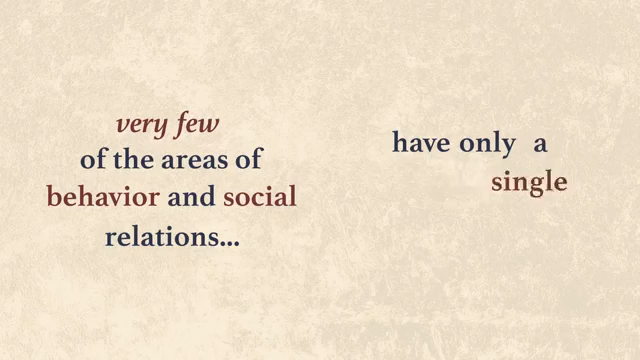 very few
of the areas of
behavior and social
relations...
have only a
single